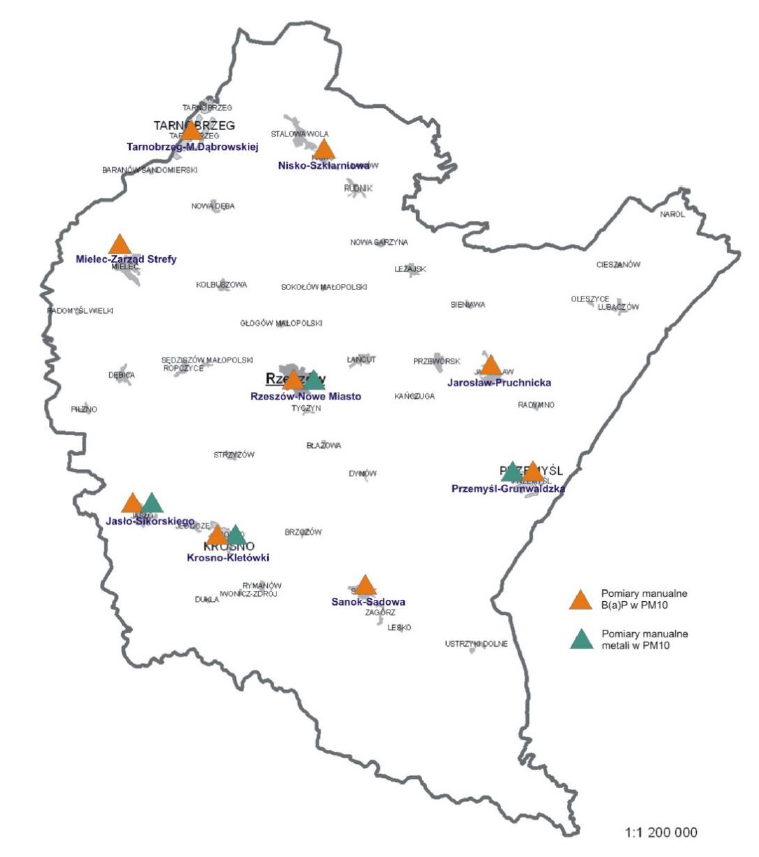 TARNOBRZEG
TARNOBRZEG
Tarnobrzeg-M.Dąbrowskiej
STALOWA WOLA
Nisko-Szklarniowa
BARANÓW SANDOMIERSKI
RUDNIK
NOWA DĘBA
NAROL
NOWA SARZYNA
Mielec-Zarząd Strefy
MIELEC
LEŻAJSK
CIESZANÓW
KOLBUSZOWA
SOKOŁÓW MAŁOPOLSKI
OLESZYCE
LUBACZÓW
SIENIAWA
RADOMYŚL WIELKI
GŁOGÓW MAŁOPOLSKI
SĘDZISZÓW MAŁOPOLSKI
ROPCZYCE
ŁAŃCUT
PRZEWORSK
DĘBICA
Rzeszów
Jarosław-Pruchnicka
Rzeszów-Nowe Miasto
KAŃCZUGA
RADYMNO
PILZNO
TYCZYN
BŁAŻOWA
STRZYŻÓW
DYNÓW
PRZEMYŚL
PRZEMYŚL
Przemyśl-Grunwaldzka
Jasło-Sikorskiego
BRZOZÓW
KROSNO
Krosno-Kletówki
RYMANÓW
IWONICZ-ZDRÓJ
DUKLA
Sanok-Sadowa
ZAGÓRZ
LESKO
USTRZYKI DOLNE
Pomiary manualne
B(a)P w PM10
Pomiary manualne
metali w PM10
1:1 200 000